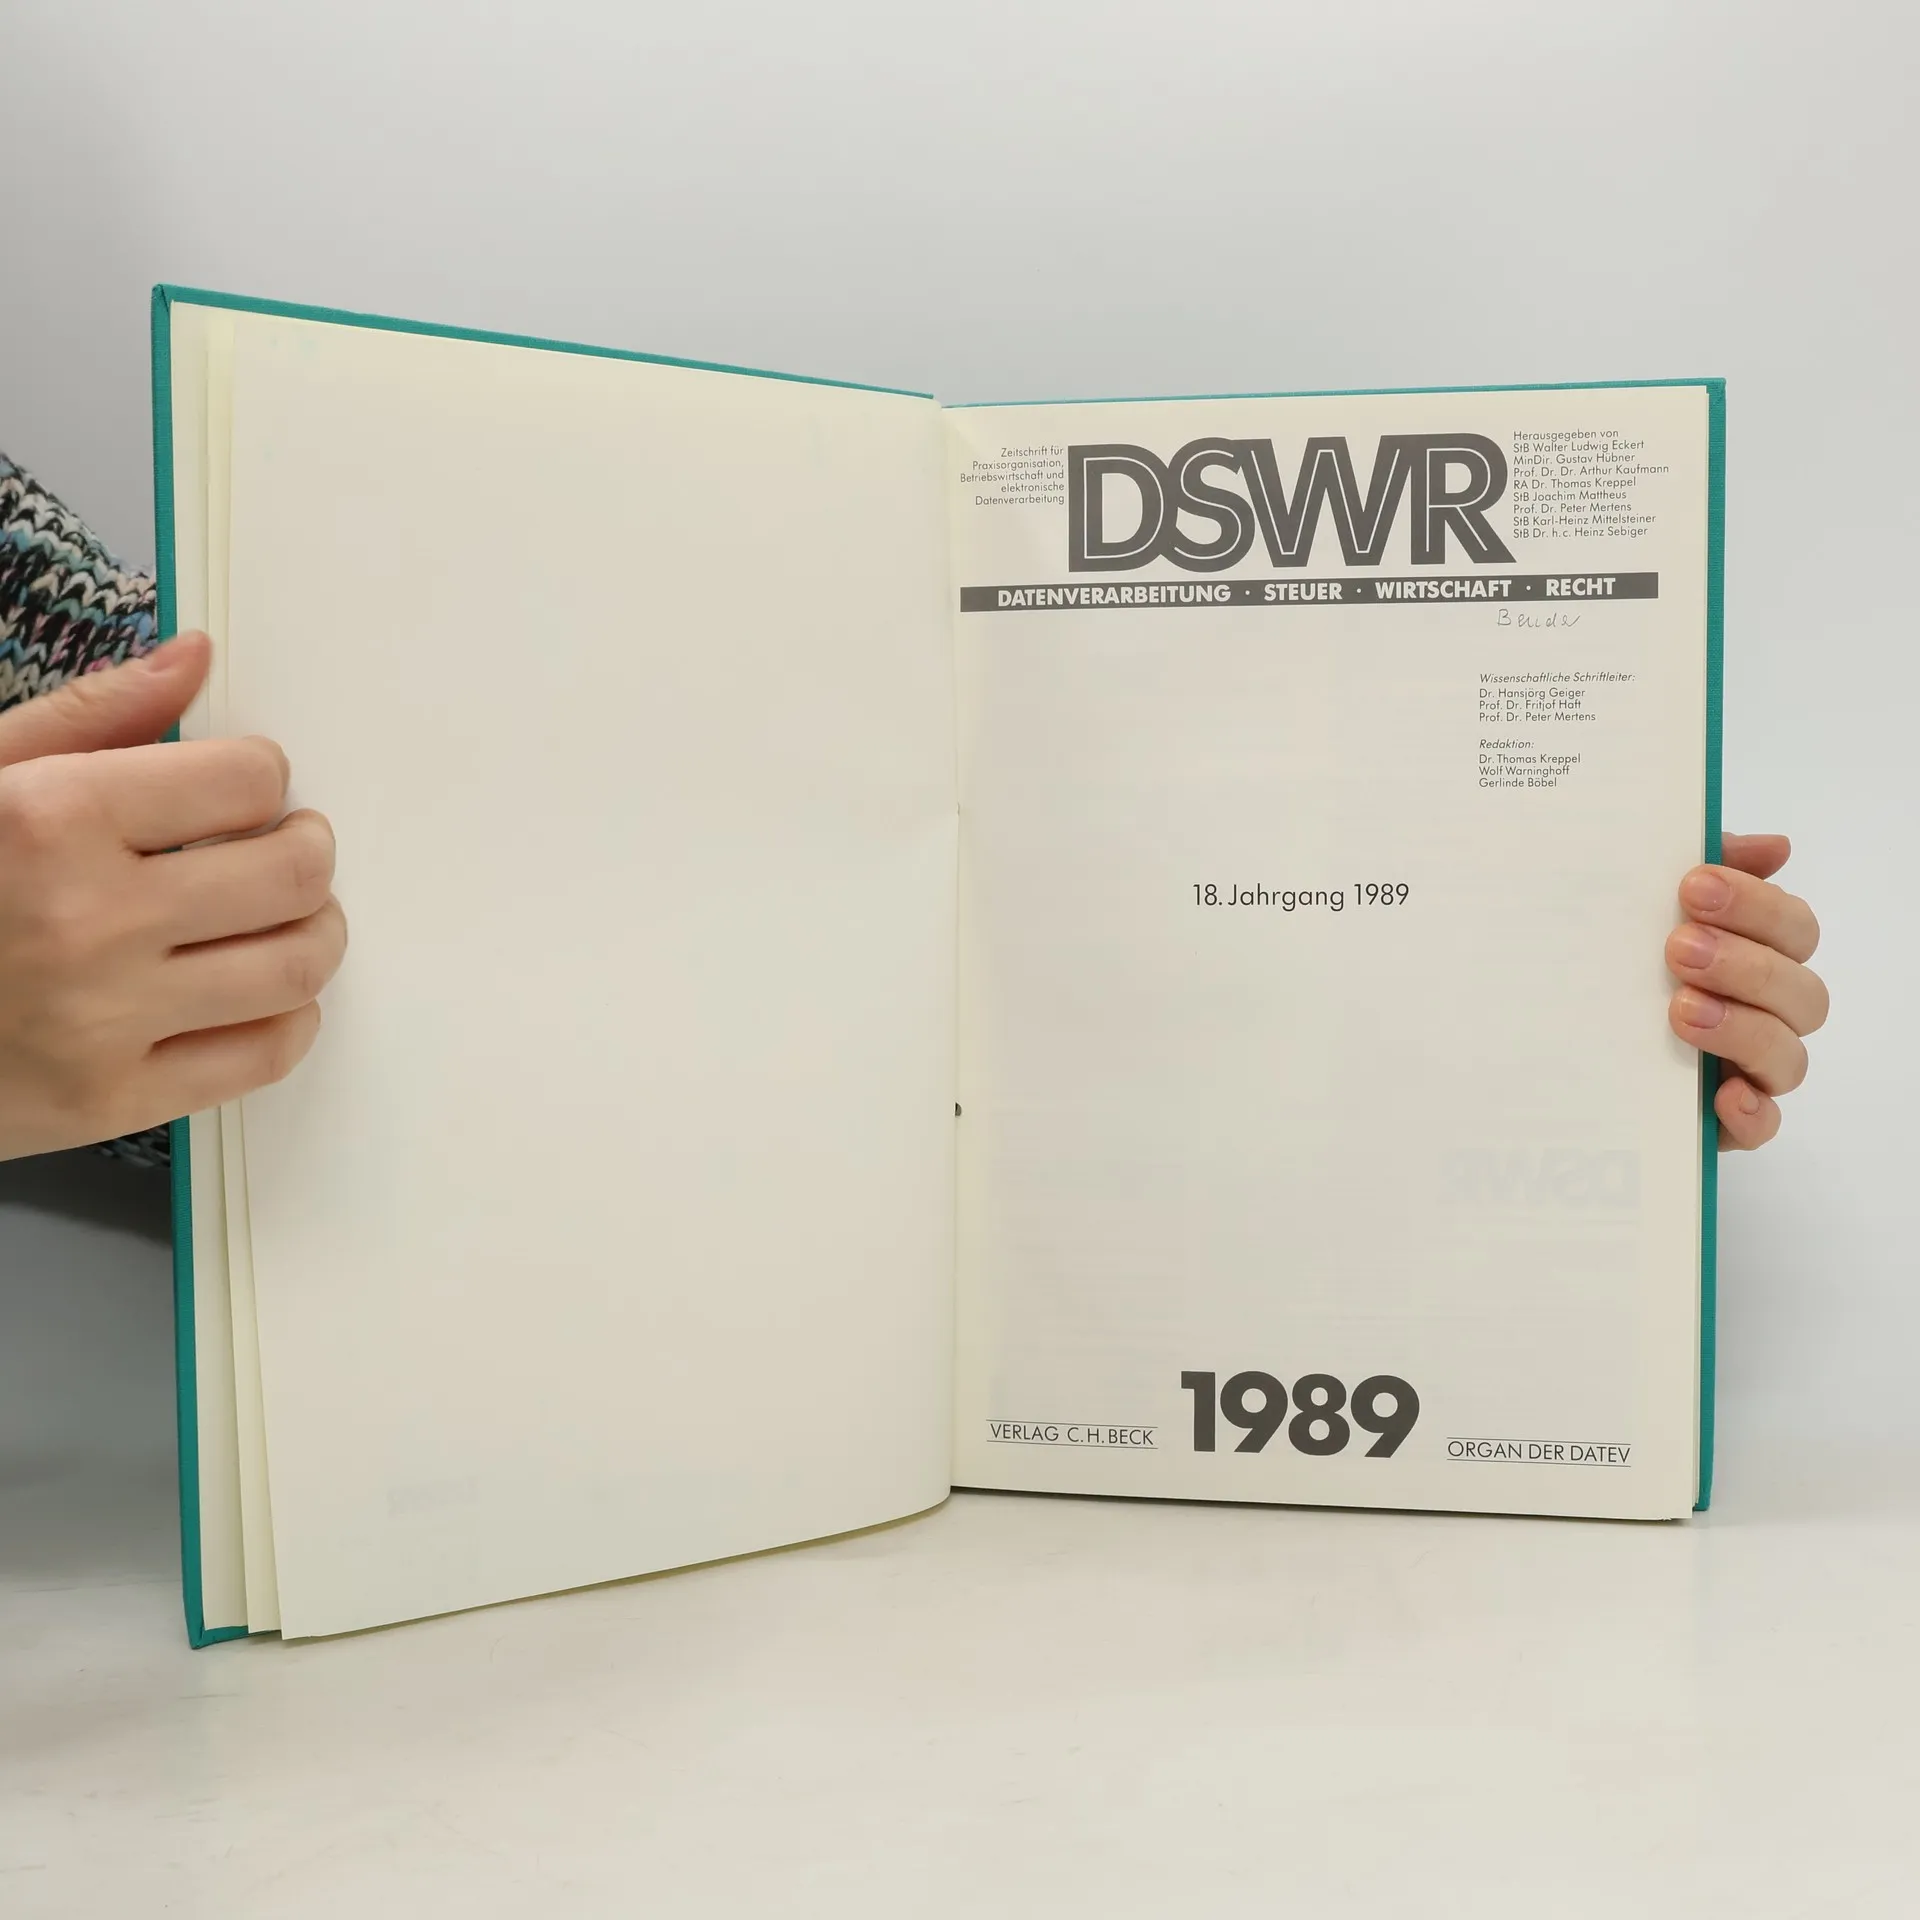 Zeitschrift für
Praxisorganisation,
Betriebswirtschaft und
elektronische
Datenverarbeitung
DSWR
Herausgegeben von
StB Walter Ludwig Eckert
MinDir. Gustav Hübner
Prof. Dr. Dr. Arthur Kaufmann
RA Dr. Thomas Kreppel
StB Joachim Mattheus
Prof. Dr. Peter Mertens
StB Karl-Heinz Mittelsteiner
StB Dr. h.c. Heinz Sebiger
DATENVERARBEITUNG · STEUER · WIRTSCHAFT · RECHT
Wissenschaftliche Schriftleiter:
Dr. Hansjörg Geiger
Prof. Dr. Fritjof Haft
Prof. Dr. Peter Mertens
Redaktion:
Dr. Thomas Kreppel
Wolf Warninghoff
Gerlinde Böbel
18. Jahrgang 1989
VERLAG C.H.BECK
1989
ORGAN DER DATEV